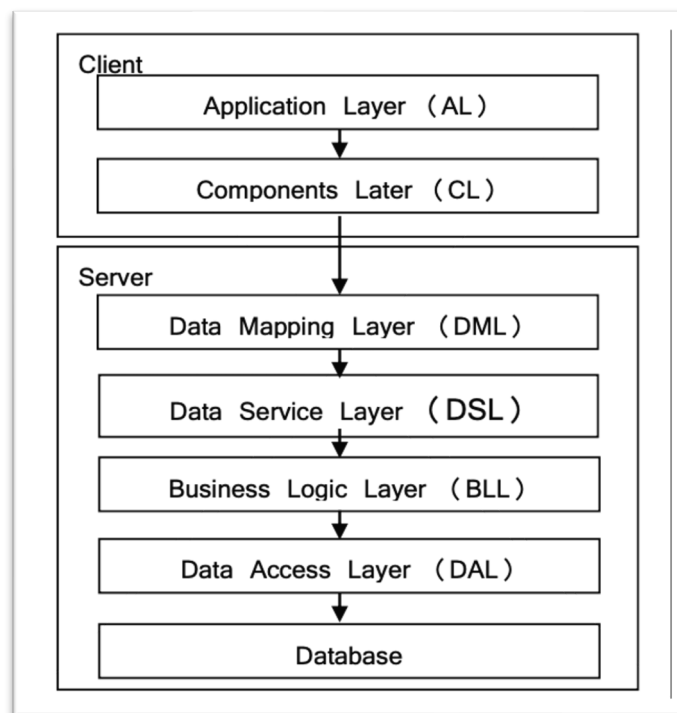 Client
Application Layer （AL）
Components Later （CL）
Server
Data Mapping Layer （DML）
Data Service Layer （DSL）
Business Logic Layer （BLL）
Data Access Layer （DAL）
Database